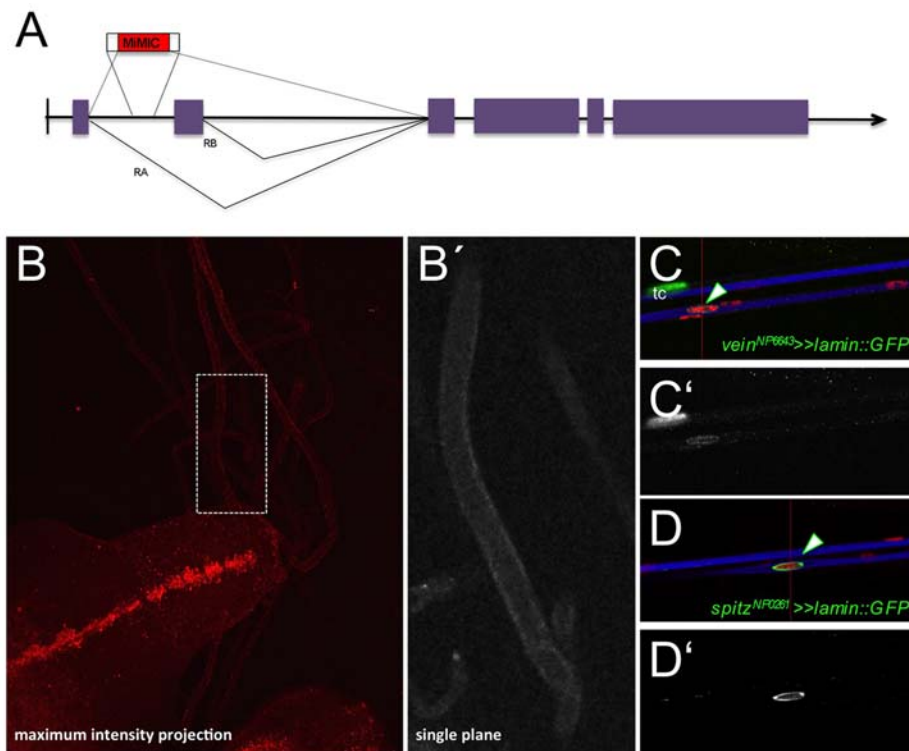 A
MiMIC
RB
RA
B
maximum intensity projection
B´
single plane
C
tc
vein^NP6643>>lamin::GFP
C'
D
spitz^NP0261>>lamin::GFP
D'